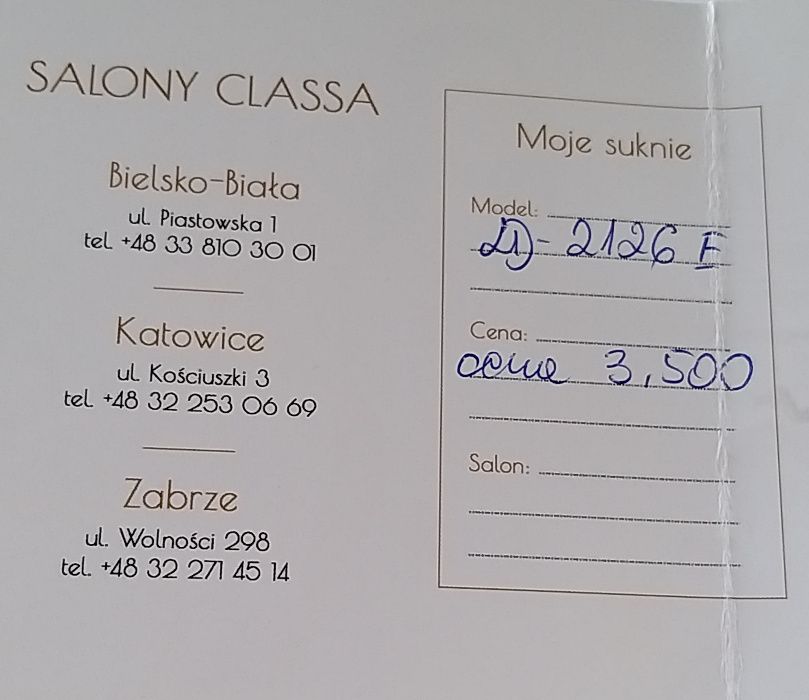 SALONY CLASSA
Bielsko-Biała
ul. Piastowska 1
tel. +48 33 810 30 01
Katowice
ul. Kościuszki 3
tel. +48 32 253 06 69
Zabrze
ul. Wolności 298
tel. +48 32 271 45 14
Moje suknie
Model:
2126 F
Cena:
cena 3,500
Salon: